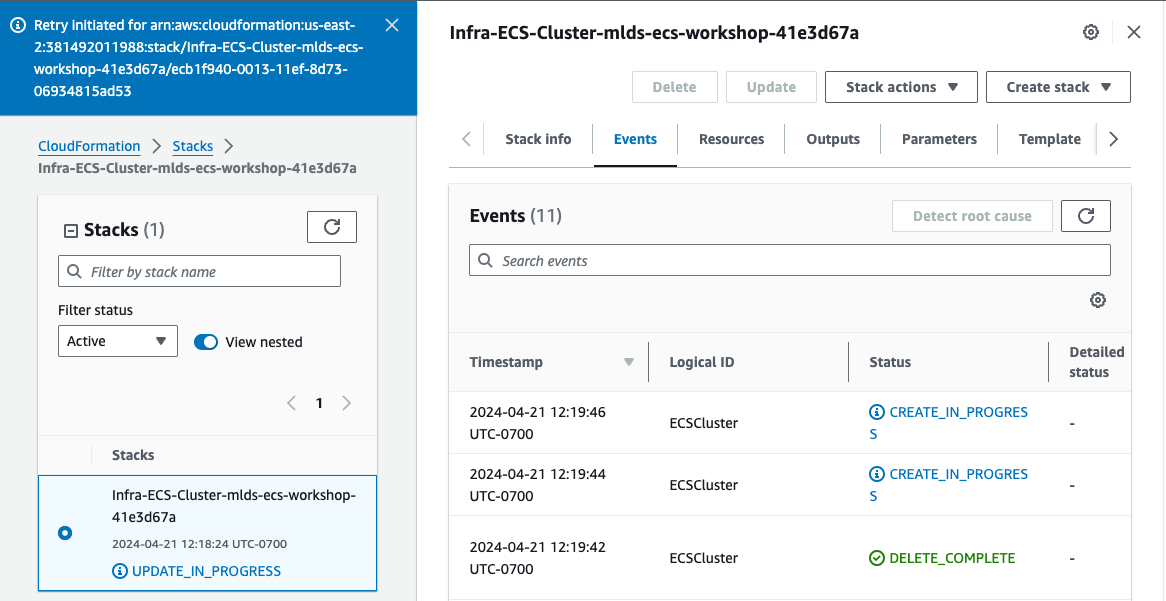 Retry initiated for arn:aws:cloudformation:us-east-
2:381492011988:stack/Infra-ECS-Cluster-mlds-ecs-
workshop-41e3d67a/ecb1f940-0013-11ef-8d73-
06934815ad53
CloudFormation
Stacks
Infra-ECS-Cluster-mlds-ecs-workshop-41e3d67a
Stacks (1)
Filter by stack name
Filter status
Active
View nested
1
Stacks
Infra-ECS-Cluster-mlds-ecs-workshop-
41e3d67a
2024-04-21 12:18:24 UTC-0700
UPDATE_IN_PROGRESS
Infra-ECS-Cluster-mlds-ecs-workshop-41e3d67a
Delete
Update
Stack actions
Create stack
Stack info
Events
Resources
Outputs
Parameters
Template
Events (11)
Detect root cause
Search events
Timestamp
Logical ID
Status
Detailed
status
2024-04-21 12:19:46
UTC-0700
ECSCluster
CREATE_IN_PROGRES
S
-
2024-04-21 12:19:44
UTC-0700
ECSCluster
CREATE_IN_PROGRES
S
-
2024-04-21 12:19:42
UTC-0700
ECSCluster
DELETE_COMPLETE
-